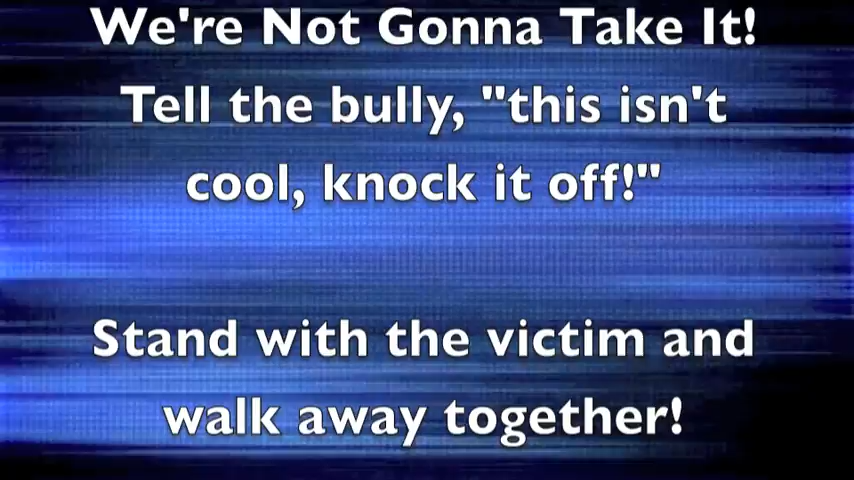 We're Not Gonna Take It!
Tell the bully, "this isn't
cool, knock it off!"
Stand with the victim and
walk away together!